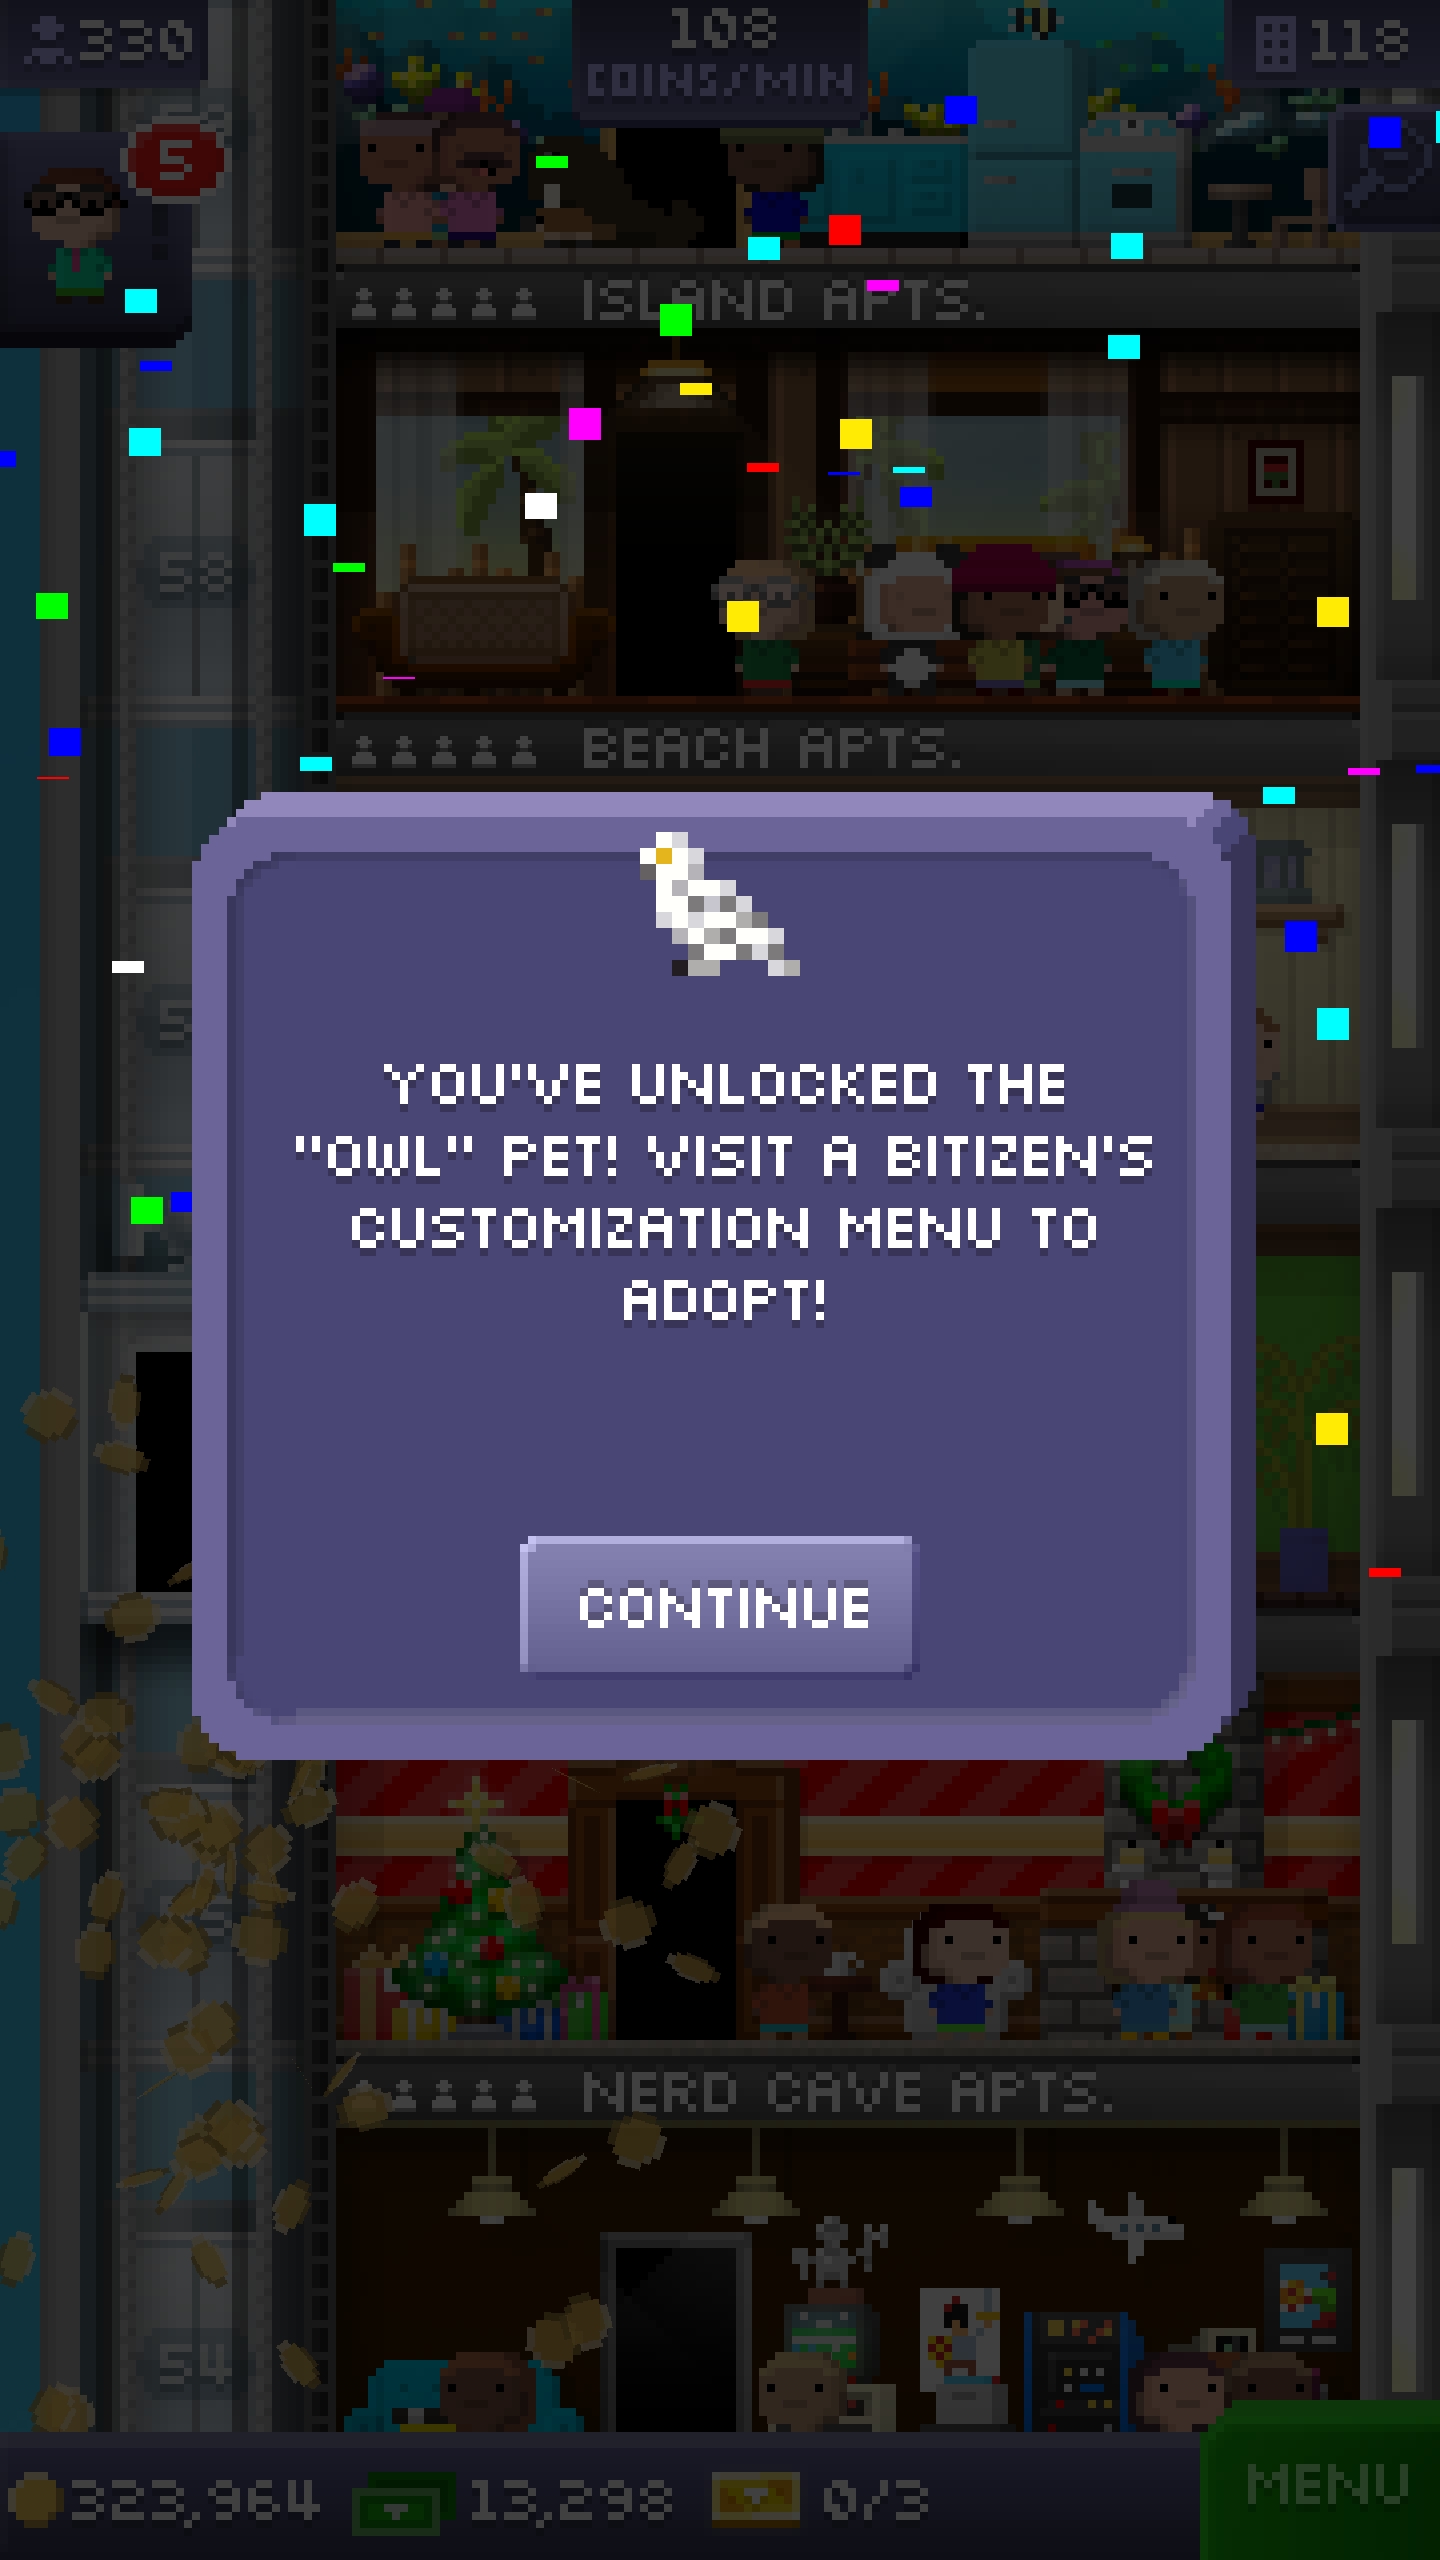 330
108
COINS/MIN
118
5
ISLAND APTS.
58
BEACH APTS.
YOU'VE UNLOCKED THE
"OWL" PET! VISIT A BITIZEN'S
CUSTOMIZATION MENU TO
ADOPT!
CONTINUE
NERD CAVE APTS.
54
323,964
13,298
0/3
MENU